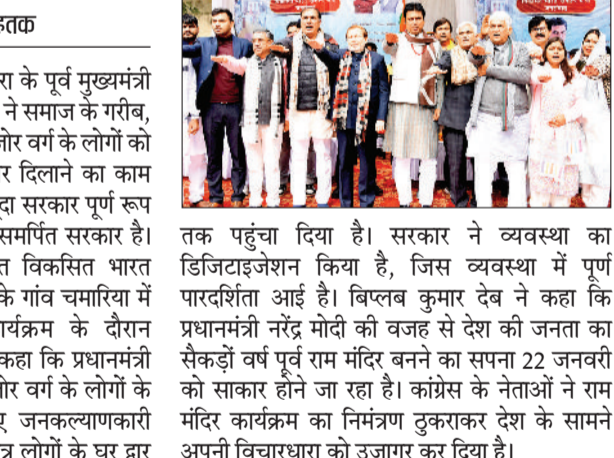 हतक
रा के पूर्व मुख्यमंत्री
ने समाज के गरीब,
जोर वर्ग के लोगों को
र दिलाने का काम
दा सरकार पूर्ण रूप
समर्पित सरकार है।
त विकसित भारत
के गांव चमारिया में
र्यक्रम के दौरान
कहा कि प्रधानमंत्री
जोर वर्ग के लोगों के
ए जनकल्याणकारी
त्र लोगों के घर द्वार
तक पहुंचा दिया है। सरकार ने व्यवस्था का
डिजिटाइजेशन किया है, जिस व्यवस्था में पूर्ण
पारदर्शिता आई है। बिप्लब कुमार देब ने कहा कि
प्रधानमंत्री नरेंद्र मोदी की वजह से देश की जनता का
सैकड़ों वर्ष पूर्व राम मंदिर बनने का सपना 22 जनवरी
को साकार होने जा रहा है। कांग्रेस के नेताओं ने राम
मंदिर कार्यक्रम का निमंत्रण ठुकराकर देश के सामने
अपनी विचारधारा को उजागर कर दिया है।